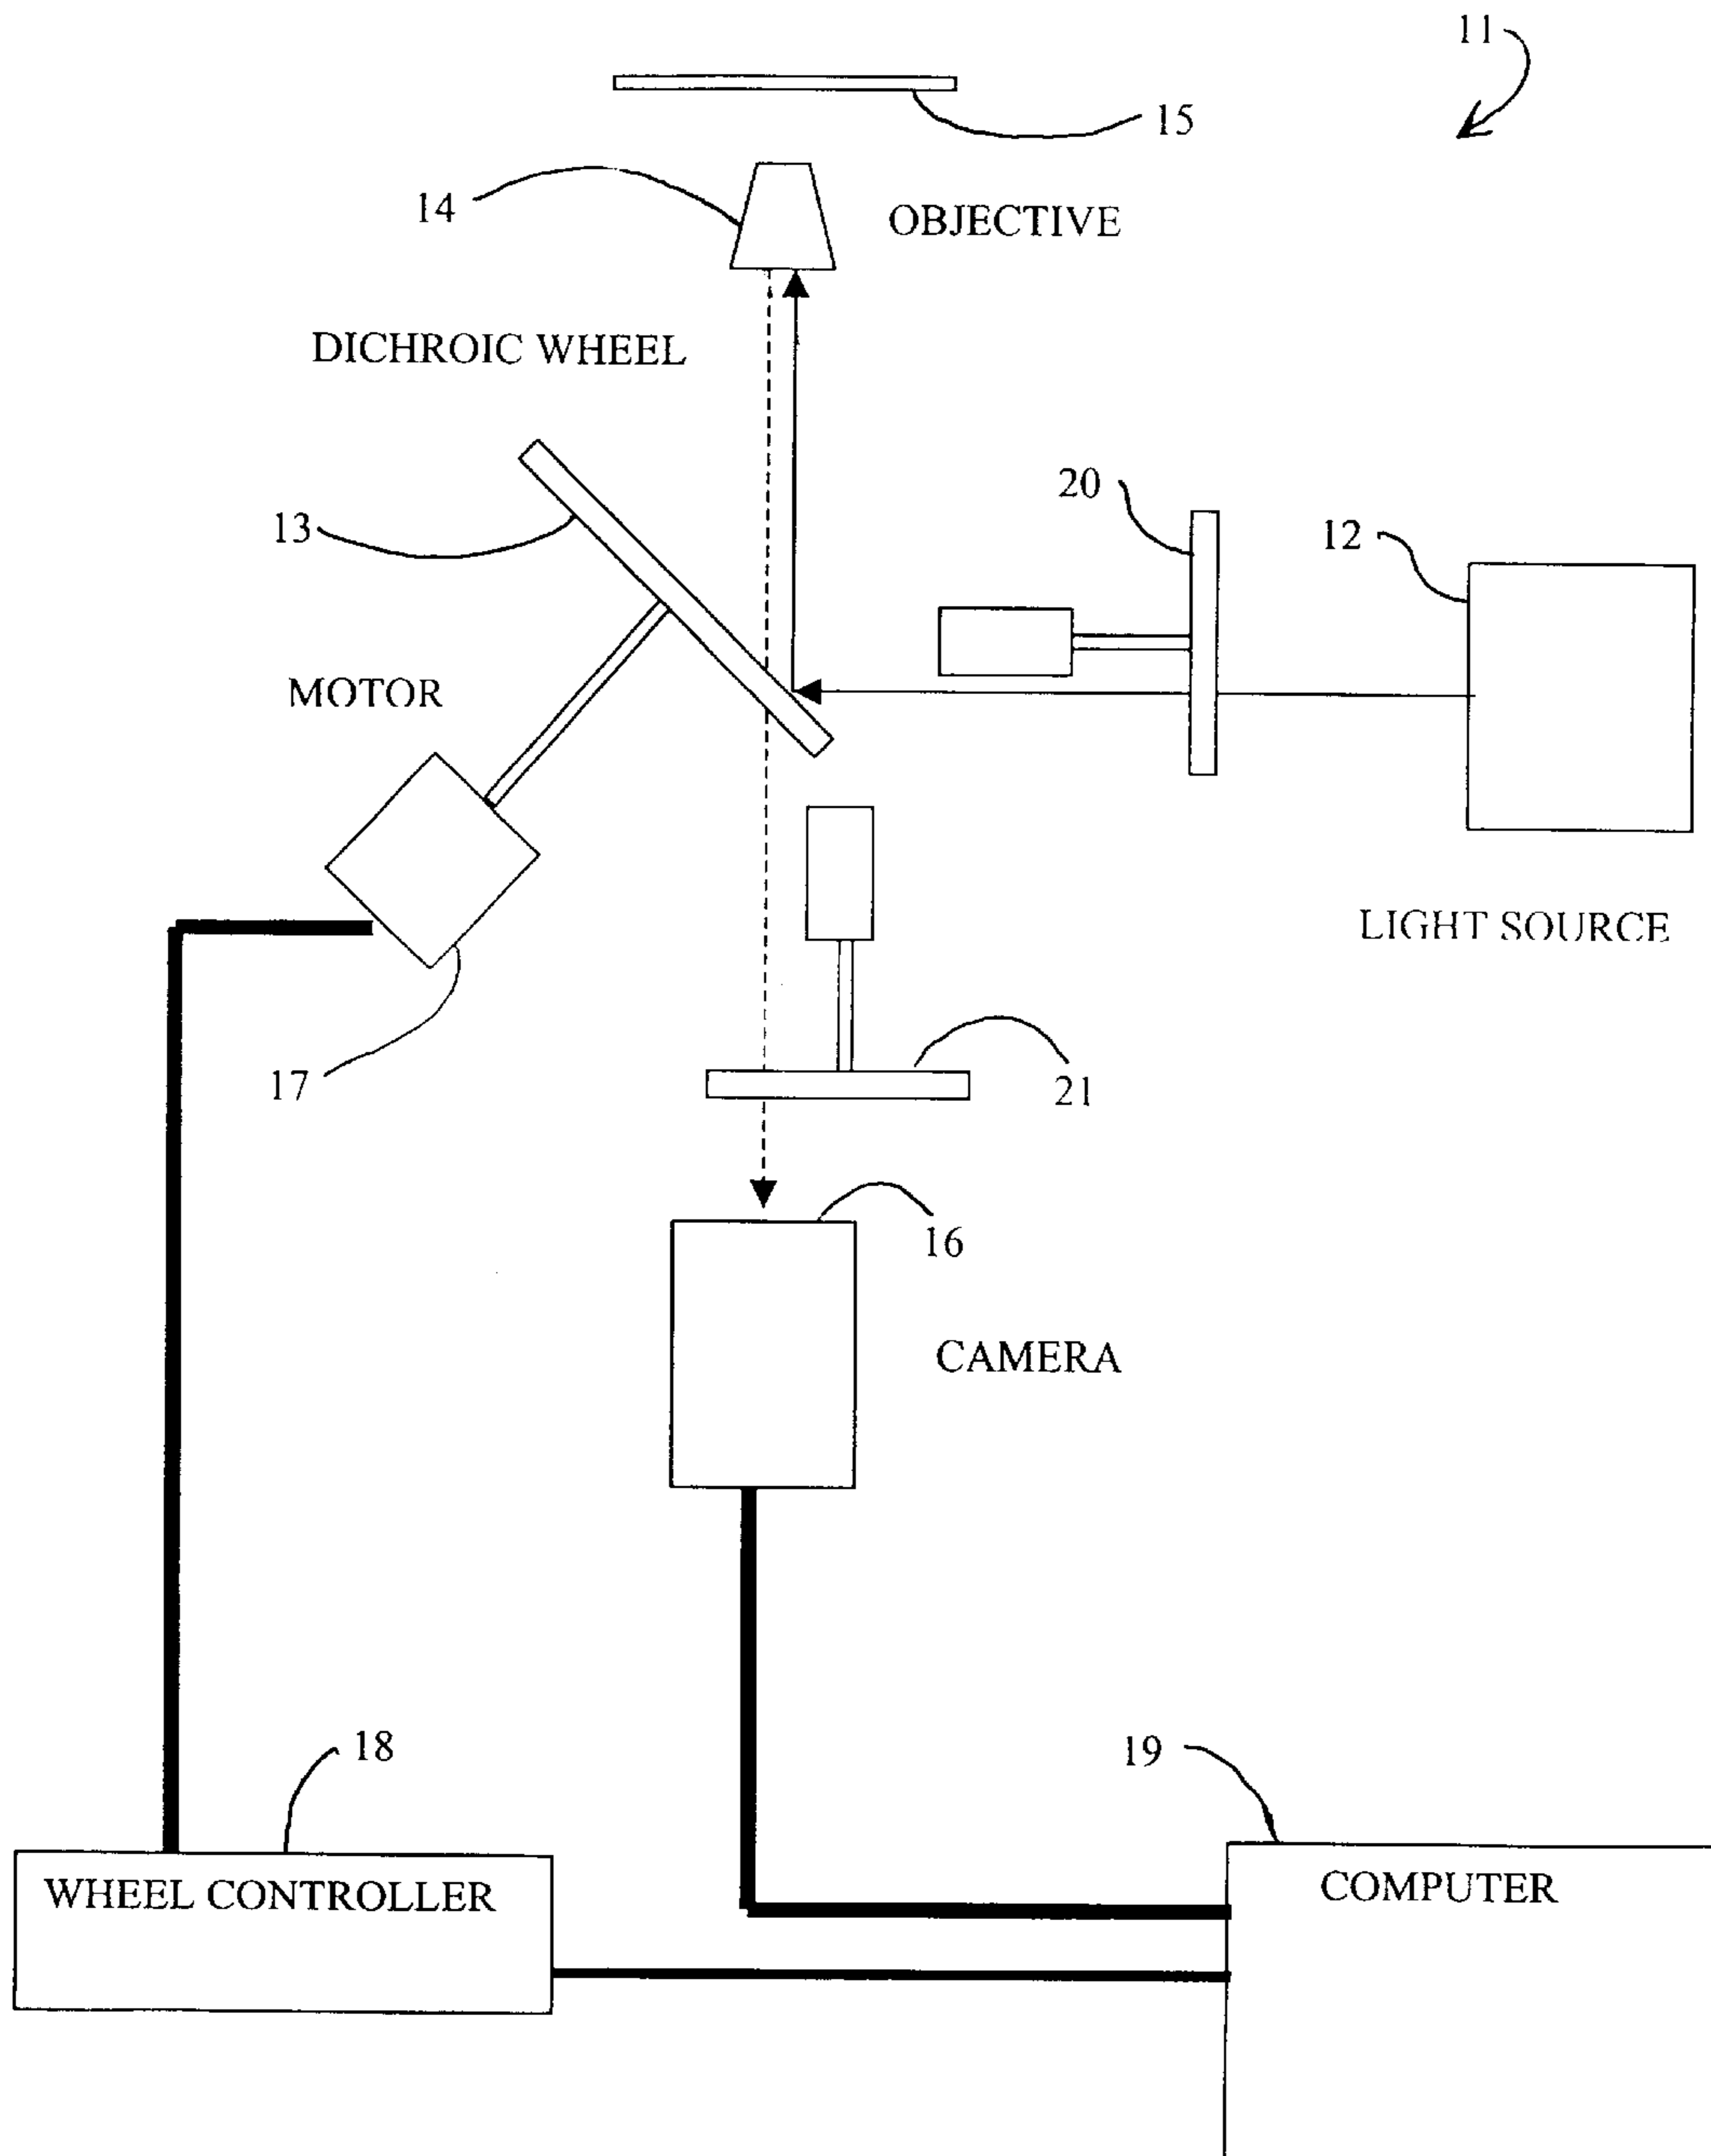 11
15
14
OBJECTIVE
DICHROIC WHEEL
20
13
12
MOTOR
LIGHT SOURCE
17
21
16
CAMERA
18
19
WHEEL CONTROLLER
COMPUTER